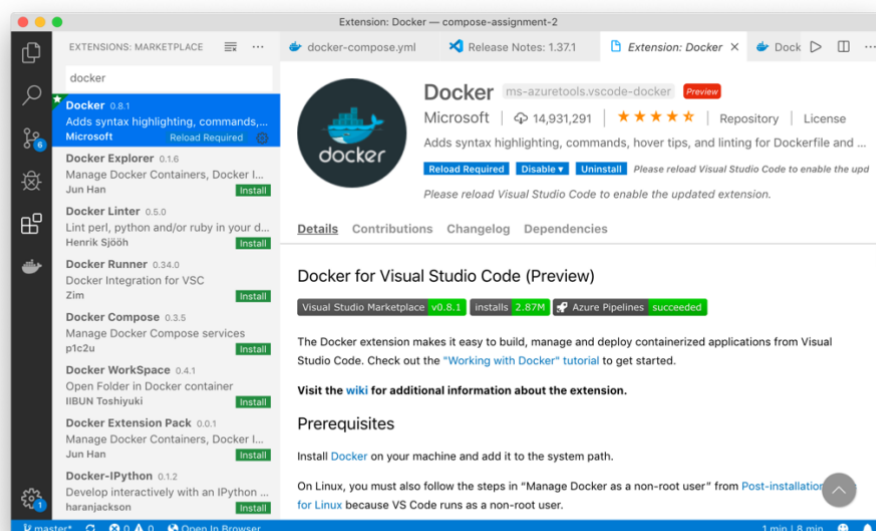 Extension: Docker — compose-assignment-2
EXTENSIONS: MARKETPLACE
docker-compose.yml
Release Notes: 1.37.1
Extension: Docker
Dock
docker
Docker 0.8.1
Adds syntax highlighting, commands,...
Microsoft
Reload Required
Docker Explorer 0.1.6
Manage Docker Containers, Docker I...
Jun Han
Install
Docker Linter 0.5.0
Lint perl, python and/or ruby in your d...
Henrik Sjööh
Install
Docker Runner 0.34.0
Docker Integration for VSC
Zim
Install
Docker Compose 0.3.5
Manage Docker Compose services
p1c2u
Install
Docker WorkSpace 0.4.1
Open Folder in Docker container
IIBUN Toshiyuki
Install
Docker Extension Pack 0.0.1
Manage Docker Containers, Docker I...
Jun Han
Install
Docker-IPython 0.1.2
Develop interactively with an IPython ...
haranjackson
Install
6
1
docker
Docker ms-azuretools.vscode-docker Preview
Microsoft 14,931,291 Repository License
Adds syntax highlighting, commands, hover tips, and linting for Dockerfile and ...
Reload Required Disable Uninstall Please reload Visual Studio Code to enable the upd
Please reload Visual Studio Code to enable the updated extension.
Details Contributions Changelog Dependencies
Docker for Visual Studio Code (Preview)
Visual Studio Marketplace v0.8.1 installs 2.87M Azure Pipelines succeeded
The Docker extension makes it easy to build, manage and deploy containerized applications from Visual
Studio Code. Check out the "Working with Docker" tutorial to get started.
Visit the wiki for additional information about the extension.
Prerequisites
Install Docker on your machine and add it to the system path.
On Linux, you must also follow the steps in “Manage Docker as a non-root user” from Post-installation
for Linux because VS Code runs as a non-root user.
master* 0 0 Open In Browser
1 min | 8 min